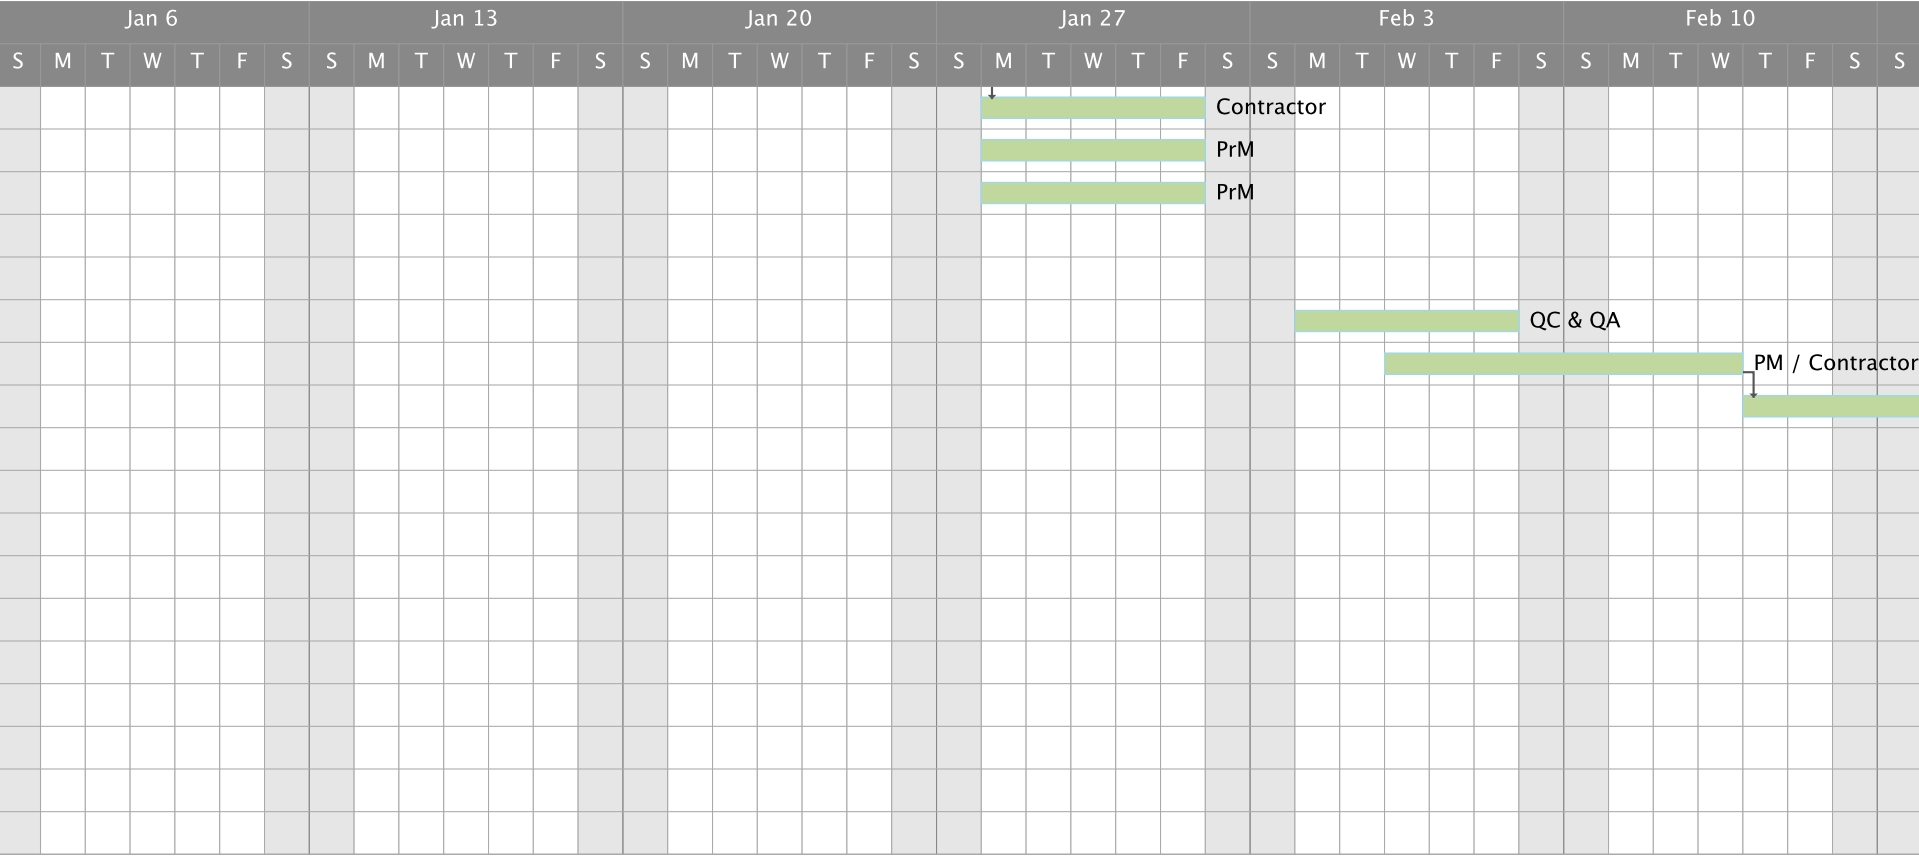 Jan 6 Jan 13 Jan 20 Jan 27 Feb 3 Feb 10
S M T W T F S S M T W T F S S M T W T F S S M T W T F S S M T W T F S S M T W T F S S
Contractor
PrM
PrM
QC & QA
PM / Contractor